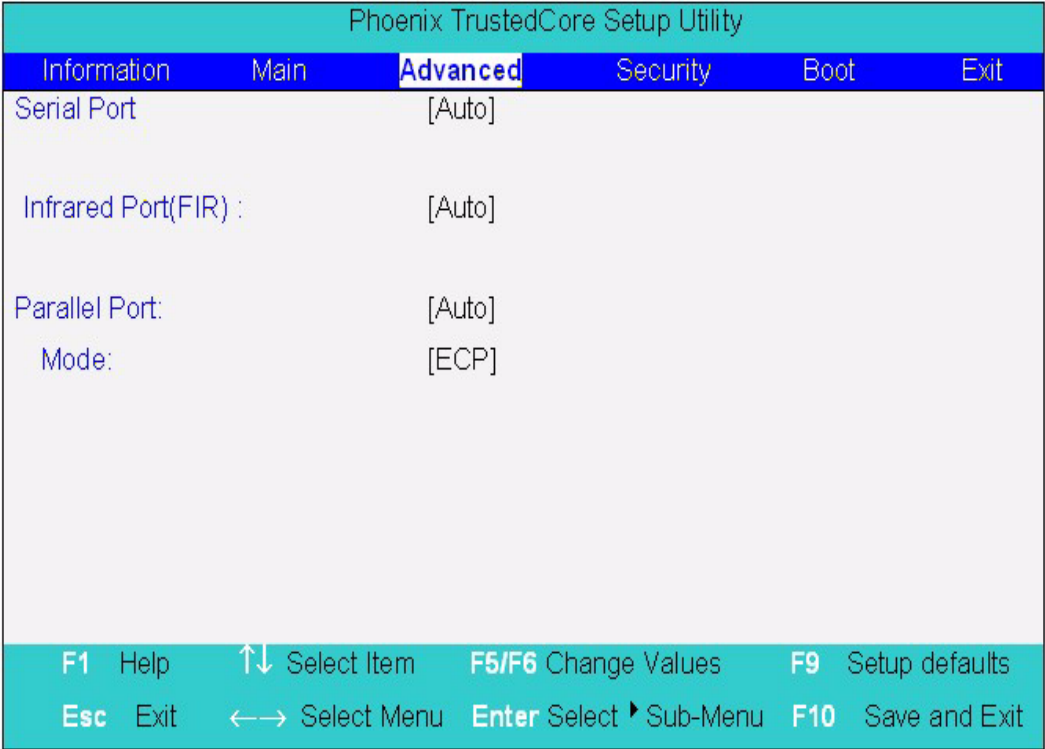 Phoenix TrustedCore Setup Utility
Information Main Advanced Security Boot Exit
Serial Port [Auto]
Infrared Port(FIR) : [Auto]
Parallel Port: [Auto]
Mode: [ECP]
F1 Help ↑↓ Select Item F5/F6 Change Values F9 Setup defaults
Esc Exit ←→ Select Menu Enter Select ▸ Sub-Menu F10 Save and Exit